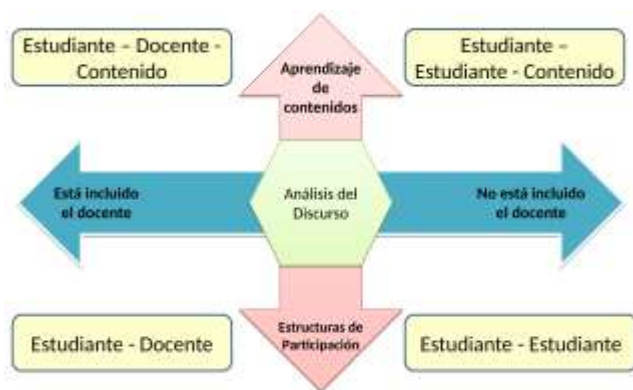 Estudiante – Docente -
Contenido
Aprendizaje
de
contenidos
Estudiante –
Estudiante - Contenido
Está incluido
el docente
Análisis del
Discurso
No está incluido
el docente
Estudiante - Docente
Estructuras de
Participación
Estudiante - Estudiante